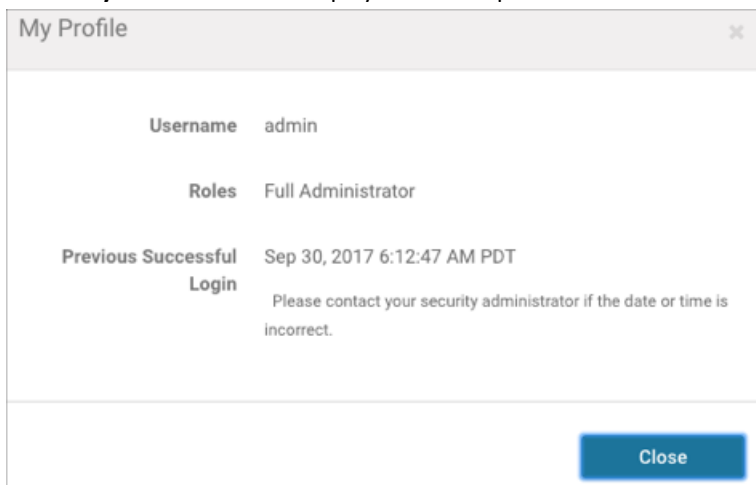 My Profile
Username admin
Roles Full Administrator
Previous Successful Sep 30, 2017 6:12:47 AM PDT
Login
Please contact your security administrator if the date or time is
incorrect.
Close